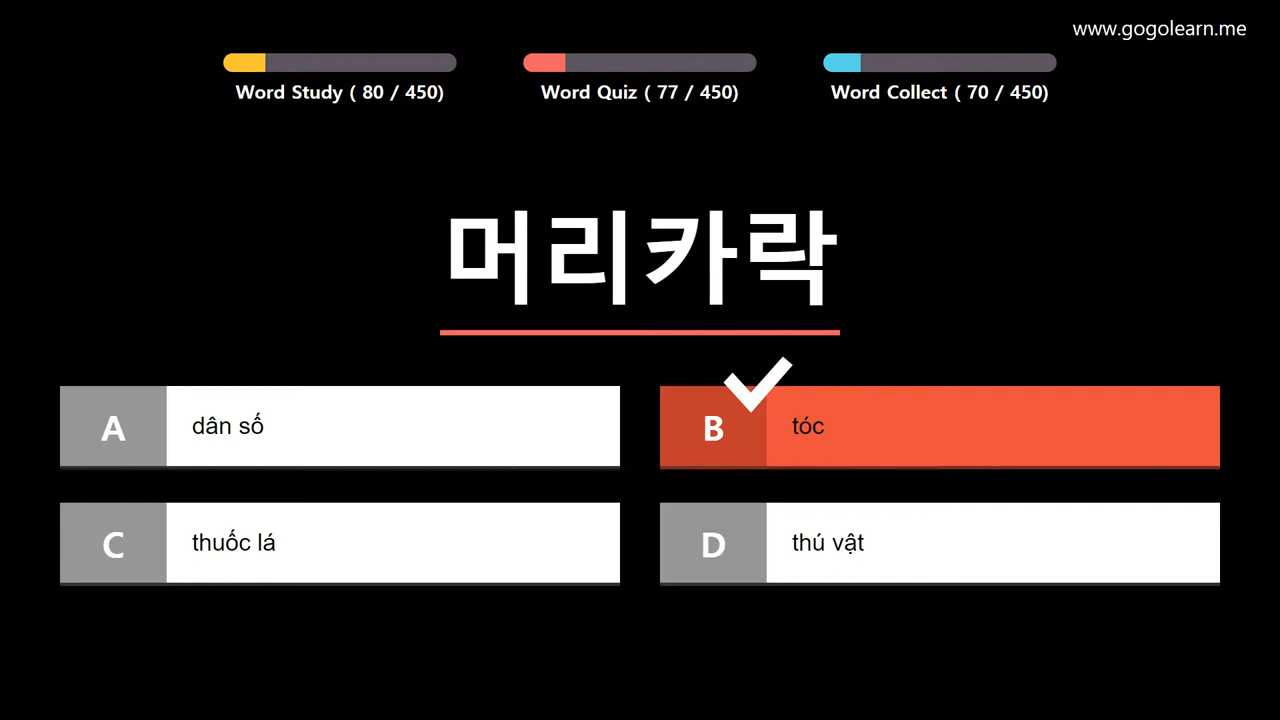 www.gogolearn.me
Word Study ( 80 / 450)
Word Quiz ( 77 / 450)
Word Collect ( 70 / 450)
머리카락
A dân số
B tóc
C thuốc lá
D thú vật